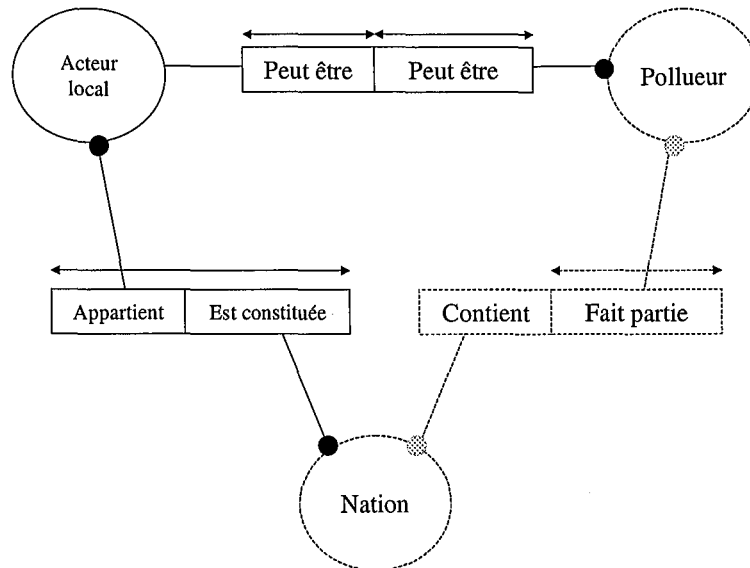 Acteur
local
Peut être
Peut être
Pollueur
Appartient
Est constituée
Contient
Fait partie
Nation